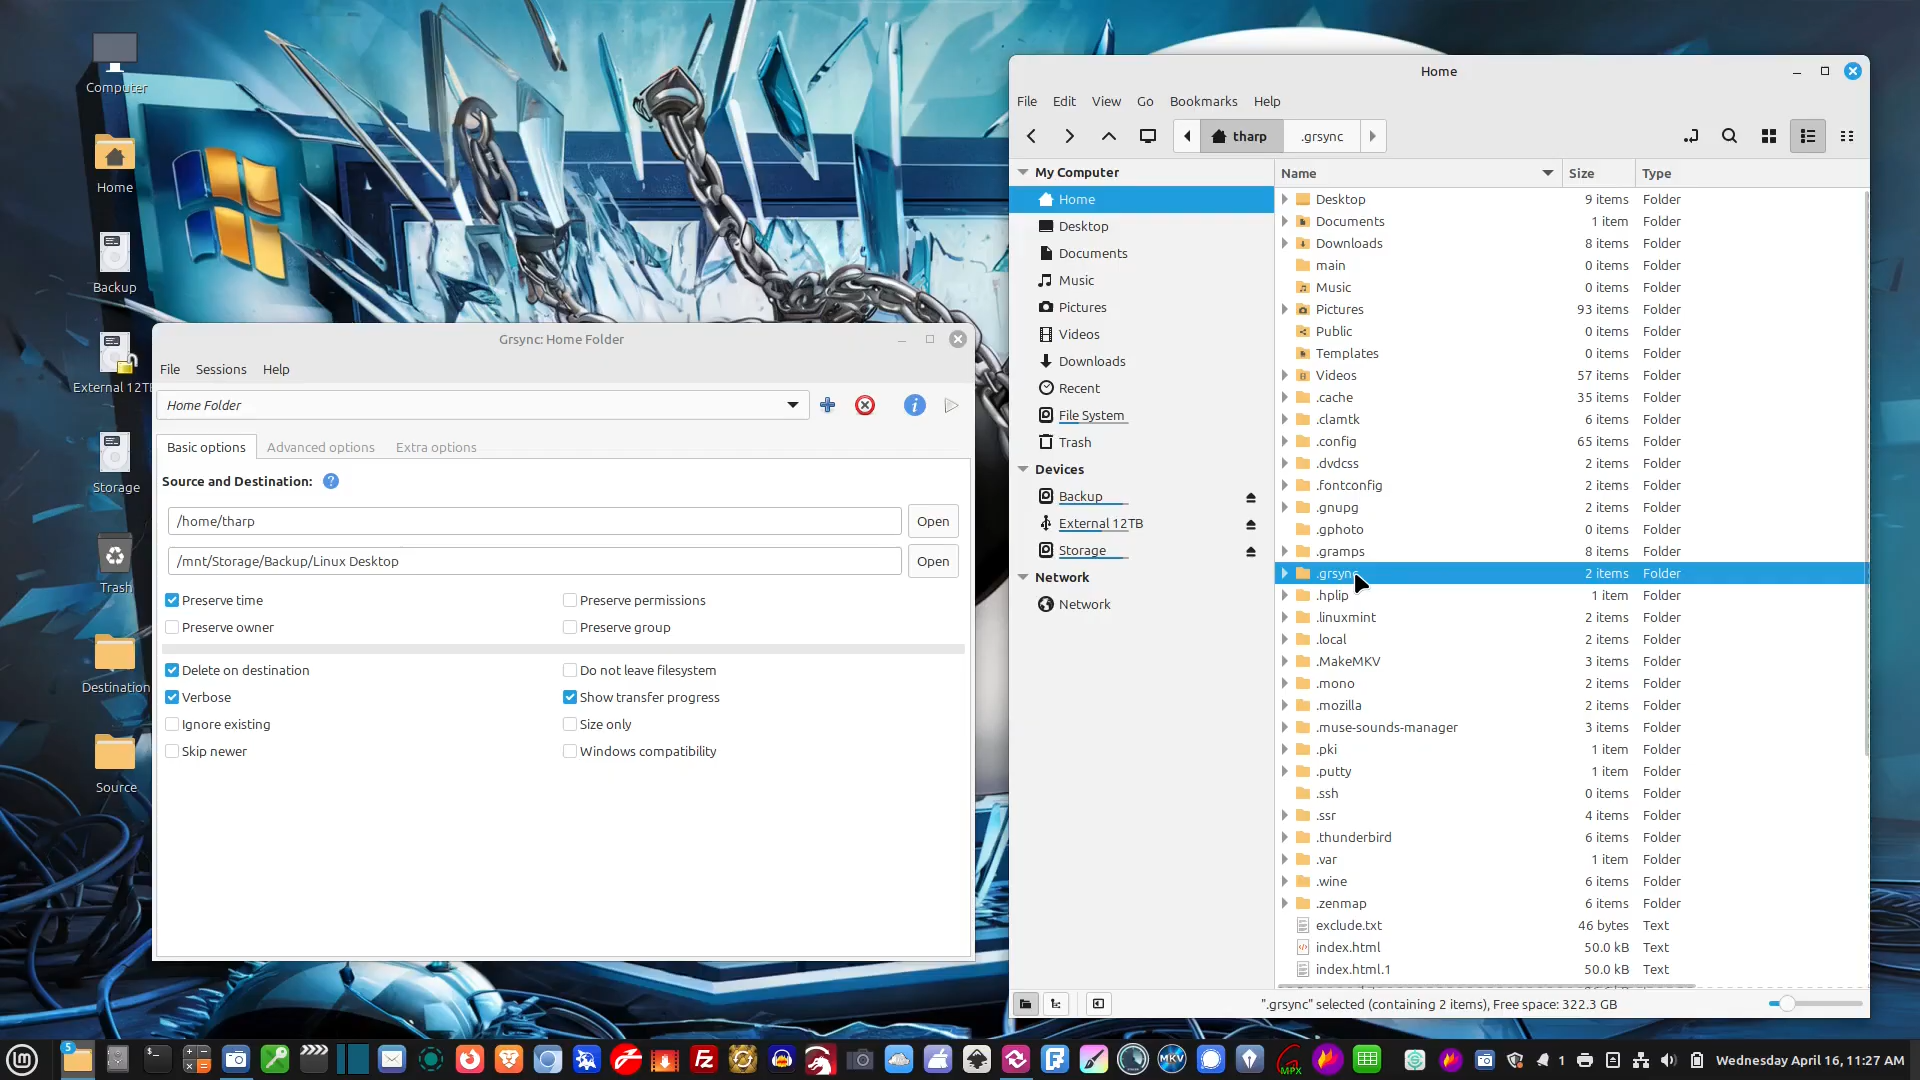 Computer
Home
Backup
External 12TB
Storage
Trash
Destination
Source
Grsync: Home Folder
File Sessions Help
Home Folder
Basic options Advanced options Extra options
Source and Destination:
/home/tharp Open
/mnt/Storage/Backup/Linux Desktop Open
Preserve time Preserve permissions
Preserve owner Preserve group
Delete on destination Do not leave filesystem
Verbose Show transfer progress
Ignore existing Size only
Skip newer Windows compatibility
Home
File Edit View Go Bookmarks Help
tharp .grsync
My Computer
Home
Desktop
Documents
Music
Pictures
Videos
Downloads
Recent
File System
Trash
Devices
Backup
External 12TB
Storage
Network
Network
Name Size Type
Desktop 9 items Folder
Documents 1 item Folder
Downloads 8 items Folder
main 0 items Folder
Music 0 items Folder
Pictures 93 items Folder
Public 0 items Folder
Templates 0 items Folder
Videos 57 items Folder
.cache 35 items Folder
.clamtk 6 items Folder
.config 65 items Folder
.dvdcss 2 items Folder
.fontconfig 2 items Folder
.gnupg 2 items Folder
.gphoto 0 items Folder
.gramps 8 items Folder
.grsync 2 items Folder
.hplip 1 item Folder
.linuxmint 2 items Folder
.local 2 items Folder
.MakeMKV 3 items Folder
.mono 2 items Folder
.mozilla 2 items Folder
.muse-sounds-manager 3 items Folder
.pki 1 item Folder
.putty 1 item Folder
.ssh 0 items Folder
.ssr 4 items Folder
.thunderbird 6 items Folder
.var 1 item Folder
.wine 6 items Folder
.zenmap 6 items Folder
exclude.txt 46 bytes Text
index.html 50.0 kB Text
index.html.1 50.0 kB Text
".grsync" selected (containing 2 items), Free space: 322.3 GB
5
FZ
MKV
MPX
1
Wednesday April 16, 11:27 AM